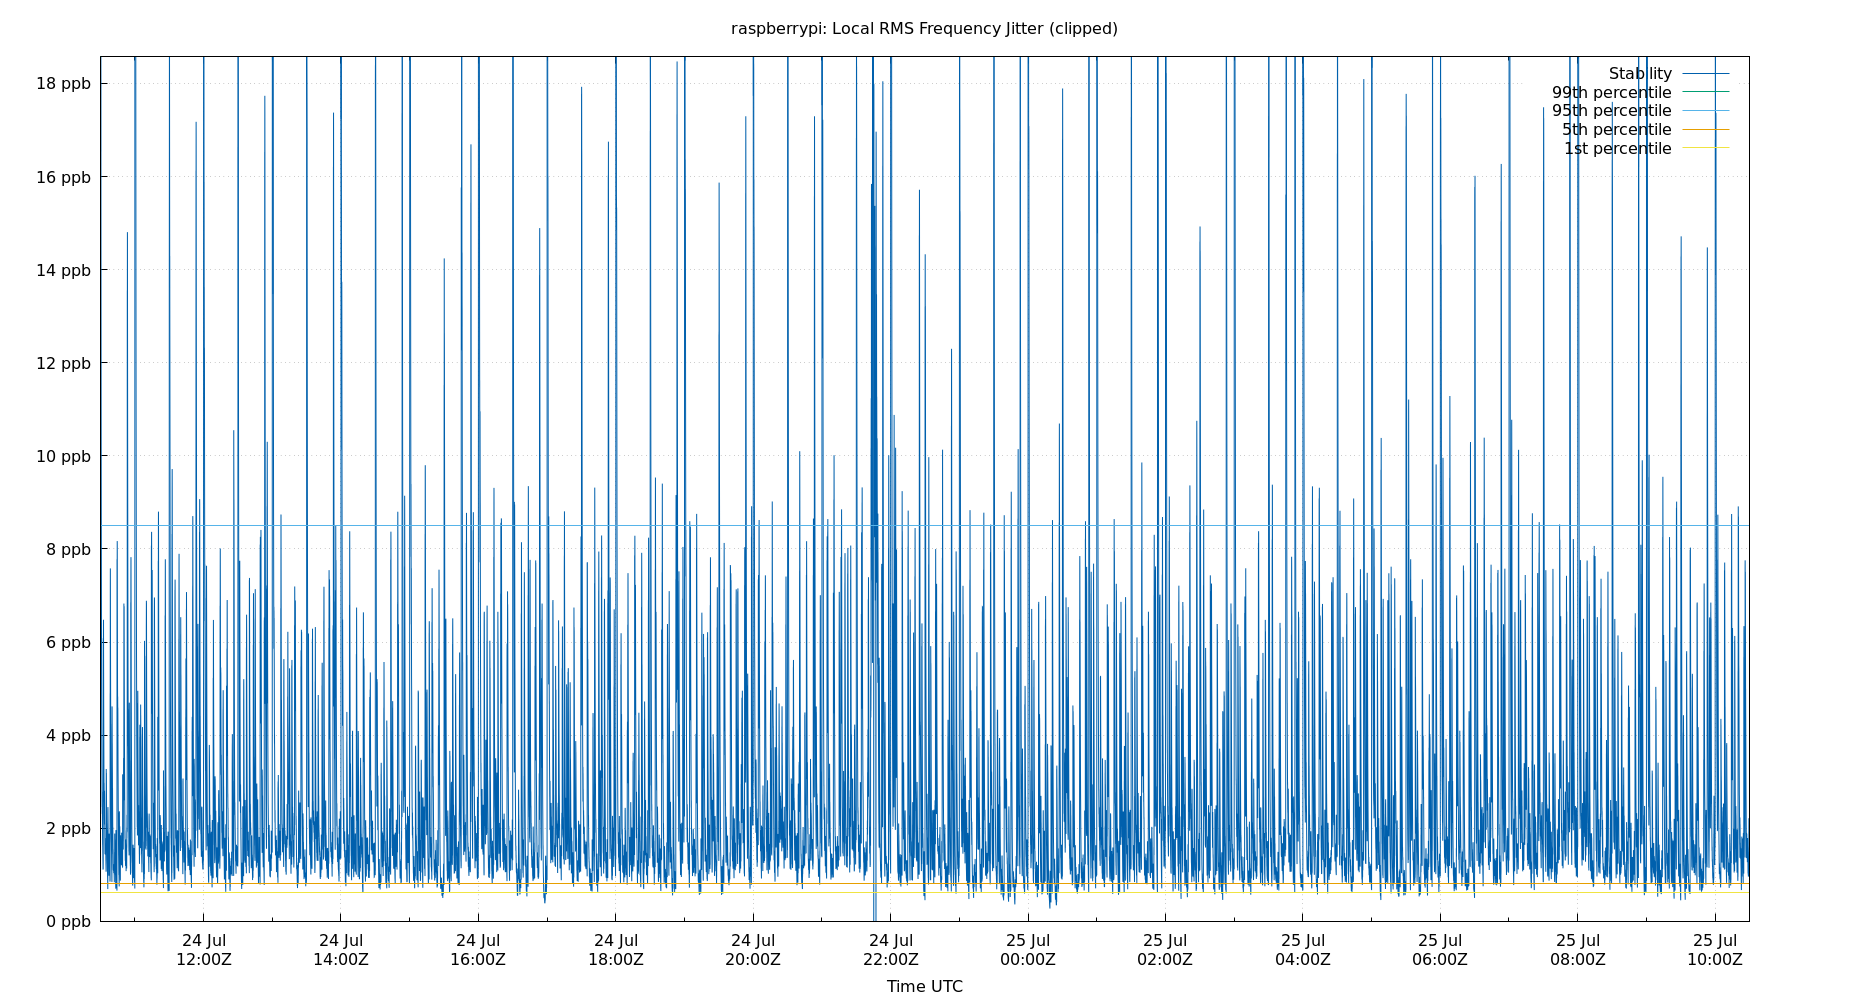 raspberrypi: Local RMS Frequency Jitter (clipped)
18 ppb
16 ppb
14 ppb
12 ppb
10 ppb
8 ppb
6 ppb
4 ppb
2 ppb
0 ppb
Stability
99th percentile
95th percentile
5th percentile
1st percentile
24 Jul 24 Jul 24 Jul 24 Jul 24 Jul 24 Jul 25 Jul 25 Jul 25 Jul 25 Jul 25 Jul 25 Jul
12:00Z 14:00Z 16:00Z 18:00Z 20:00Z 22:00Z 00:00Z 02:00Z 04:00Z 06:00Z 08:00Z 10:00Z
Time UTC